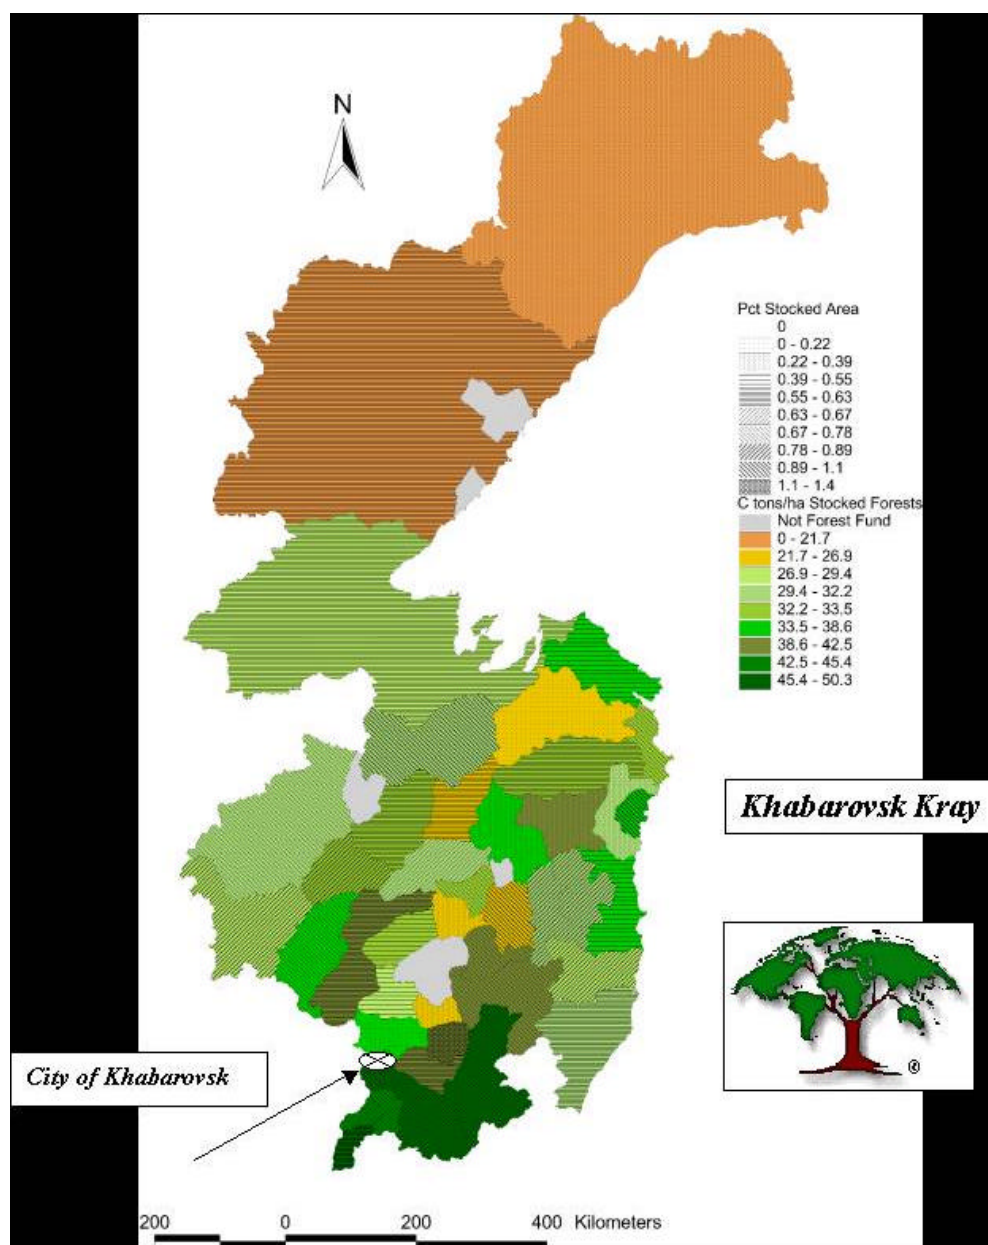 N
Pct Stocked Area
0
0 - 0.22
0.22 - 0.39
0.39 - 0.55
0.55 - 0.63
0.63 - 0.67
0.67 - 0.78
0.78 - 0.89
0.89 - 1.1
1.1 - 1.4
C tons/ha Stocked Forests
Not Forest Fund
0 - 21.7
21.7 - 26.9
26.9 - 29.4
29.4 - 32.2
32.2 - 33.5
33.5 - 38.6
38.6 - 42.5
42.5 - 45.4
45.4 - 50.3
Khabarovsk Kray
City of Khabarovsk
200 0 200 400 Kilometers